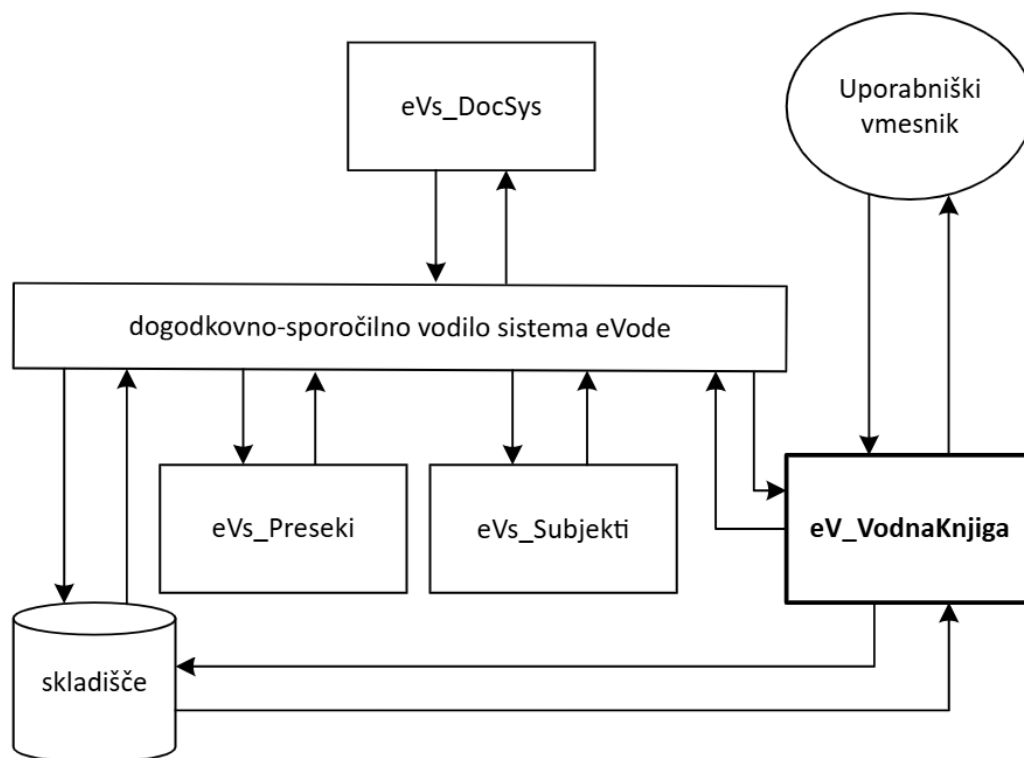 eVs_DocSys
Uporabniški
vmesnik
dogodkovno-sporočilno vodilo sistema eVode
eVs_Preseki
eVs_Subjekti
eV_VodnaKnjiga
skladišče